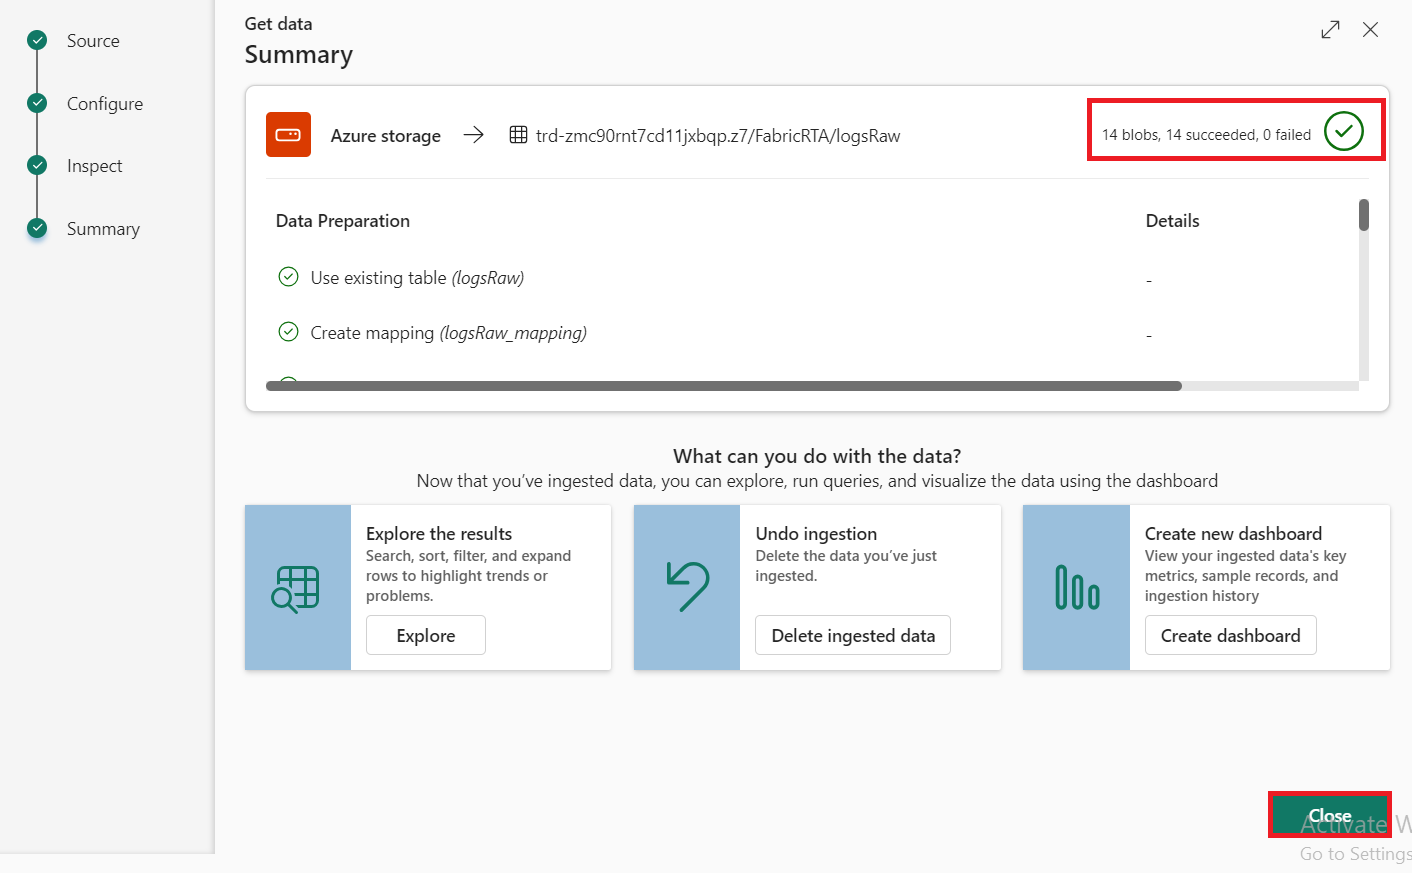 Source
Configure
Inspect
Summary
Get data
Summary
Azure storage → trd-zmc90rnt7cd11jxbqp.z7/FabricRTA/logsRaw
14 blobs, 14 succeeded, 0 failed
Data Preparation Details
Use existing table (logsRaw) -
Create mapping (logsRaw_mapping) -
What can you do with the data?
Now that you’ve ingested data, you can explore, run queries, and visualize the data using the dashboard
Explore the results
Search, sort, filter, and expand
rows to highlight trends or
problems.
Explore
Undo ingestion
Delete the data you’ve just
ingested.
Delete ingested data
Create new dashboard
View your ingested data's key
metrics, sample records, and
ingestion history
Create dashboard
Close
Activate W
Go to Settings